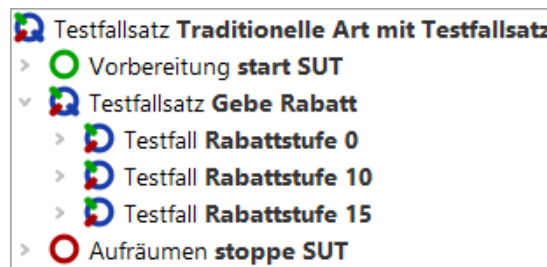 Testfallsatz Traditionelle Art mit Testfallsatz
Vorbereitung start SUT
Testfallsatz Gebe Rabatt
Testfall Rabattstufe 0
Testfall Rabattstufe 10
Testfall Rabattstufe 15
Aufräumen stoppe SUT